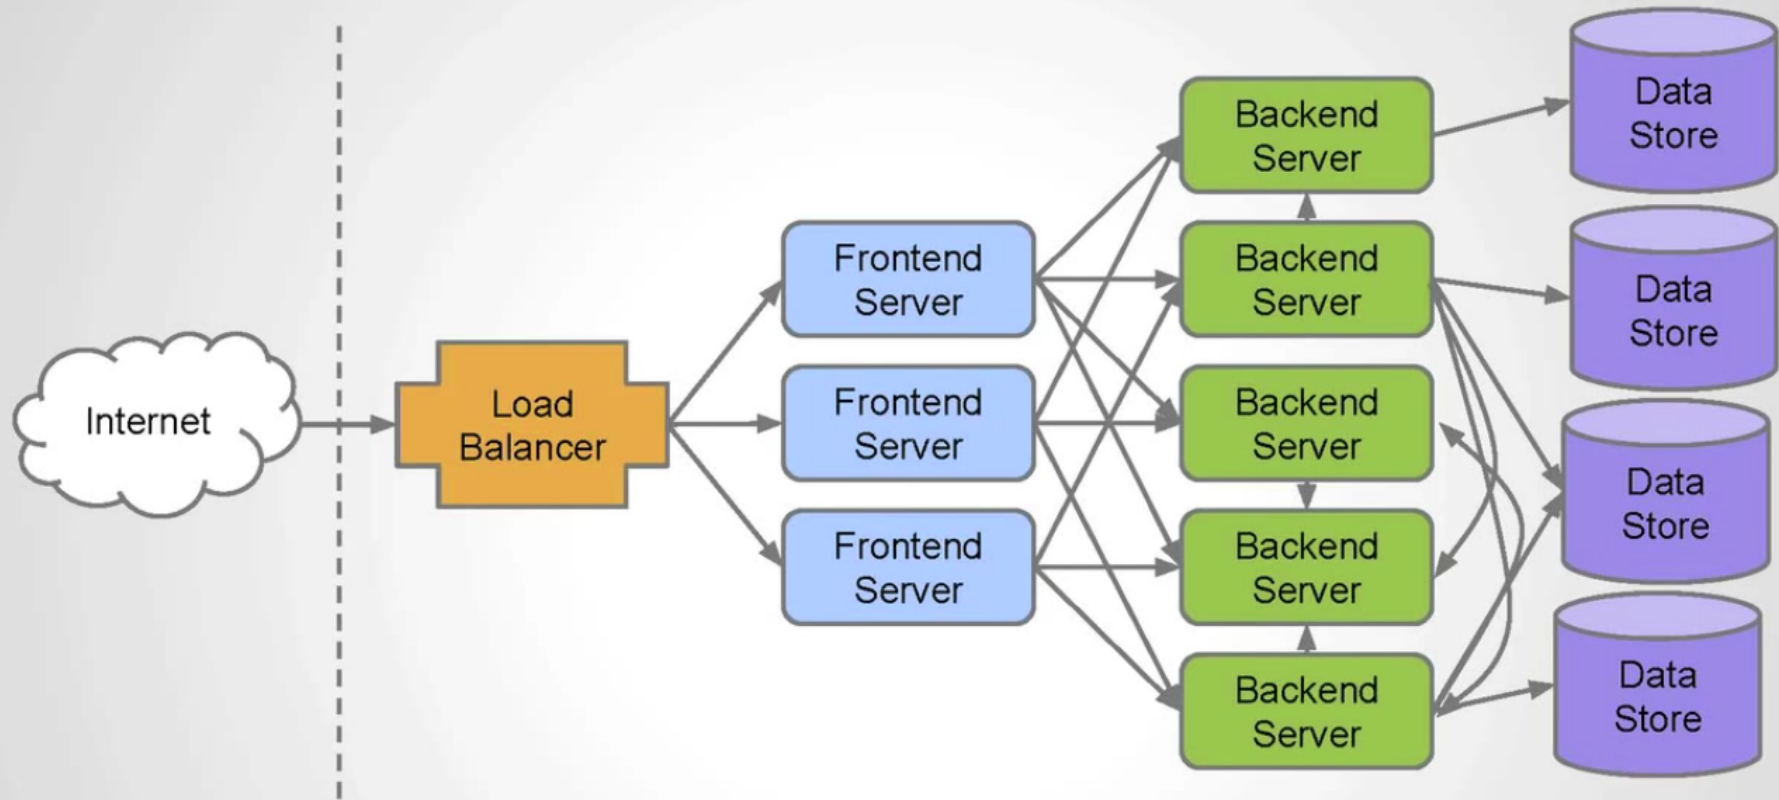 Internet
Load
Balancer
Frontend
Server
Frontend
Server
Frontend
Server
Backend
Server
Backend
Server
Backend
Server
Backend
Server
Backend
Server
Data
Store
Data
Store
Data
Store
Data
Store